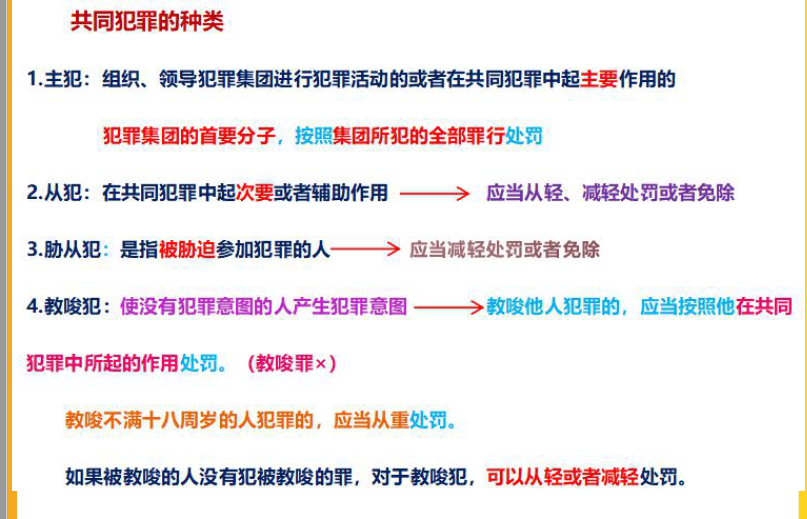 共同犯罪的种类
1.主犯：组织、领导犯罪集团进行犯罪活动的或者在共同犯罪中起主要作用的
犯罪集团的首要分子，按照集团所犯的全部罪行处罚
2.从犯：在共同犯罪中起次要或者辅助作用 应当从轻、减轻处罚或者免除
3.胁从犯：是指被胁迫参加犯罪的人 应当减轻处罚或者免除
4.教唆犯：使没有犯罪意图的人产生犯罪意图 教唆他人犯罪的，应当按照他在共同
犯罪中所起的作用处罚。（教唆罪×）
教唆不满十八周岁的人犯罪的，应当从重处罚。
如果被教唆的人没有犯被教唆的罪，对于教唆犯，可以从轻或者减轻处罚。